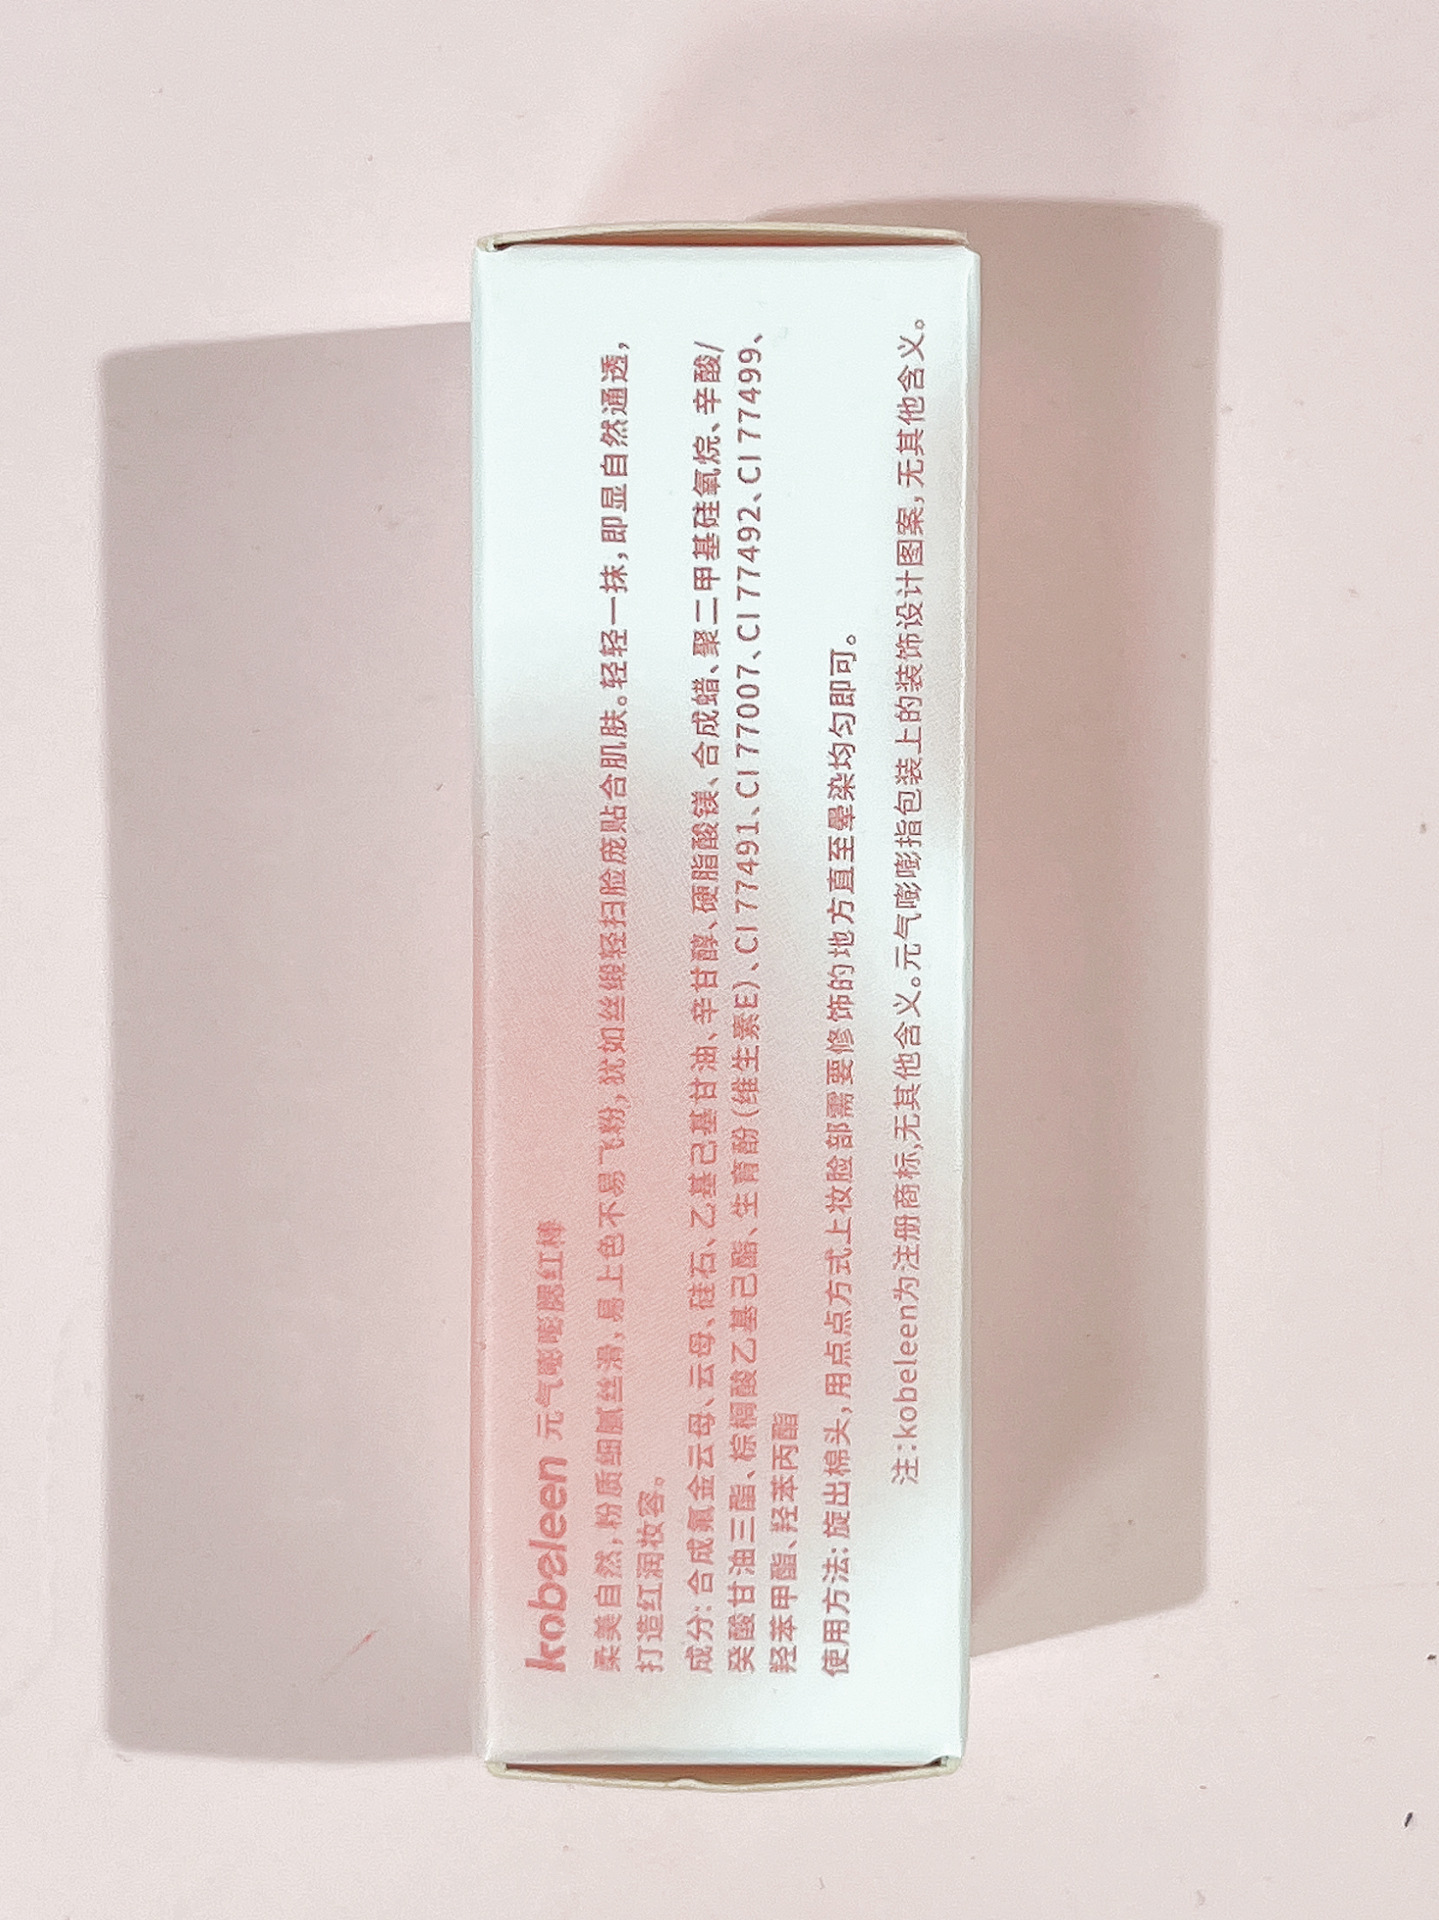 kobeleen 元气嘭嘭腮红棒
柔美自然，粉质细腻丝滑，易上色不易飞粉，犹如丝缎轻扫脸庞贴合肌肤。轻轻一抹，即显自然通透，
打造红润妆容。
成分：合成氟金云母、云母、硅石、乙基己基甘油、辛甘醇、硬脂酸镁、合成蜡、聚二甲基硅氧烷、辛酸/
癸酸甘油三酯、棕榈酸乙基己酯、生育酚（维生素E）、CI 77491、CI 77007、CI 77492、CI 77499、
羟苯甲酯、羟苯丙酯
使用方法：旋出棉头，用点点方式上妆脸部需要修饰的地方直至晕染均匀即可。
注：kobeleen为注册商标，无其他含义。元气嘭嘭指包装上的装饰设计图案，无其他含义。